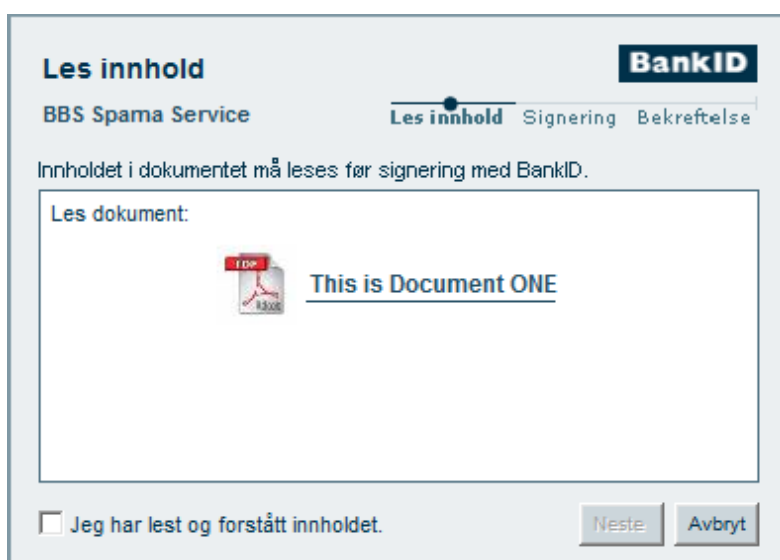 Les innhold
BankID
BBS Spama Service
Les innhold Signering Bekreftelse
Innholdet i dokumentet må leses før signering med BankID.
Les dokument:
This is Document ONE
Jeg har lest og forstått innholdet.
Neste Avbryt